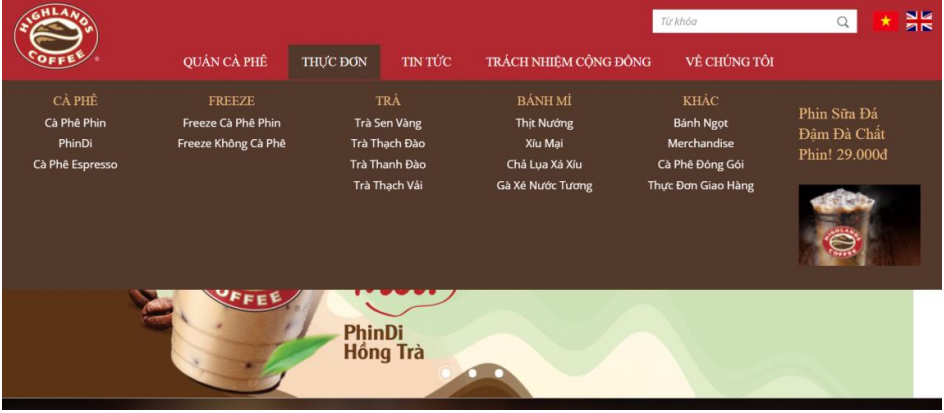 HIGHLANDS
COFFEE
Từ khóa
QUÁN CÀ PHÊ
THỰC ĐƠN
TIN TỨC
TRÁCH NHIỆM CỘNG ĐỒNG
VỀ CHÚNG TÔI
CÀ PHÊ
Cà Phê Phin
PhinDi
Cà Phê Espresso
FREEZE
Freeze Cà Phê Phin
Freeze Không Cà Phê
TRÀ
Trà Sen Vàng
Trà Thạch Đào
Trà Thanh Đào
Trà Thạch Vải
BÁNH MÌ
Thịt Nướng
Xíu Mại
Chả Lụa Xá Xíu
Gà Xé Nước Tương
KHÁC
Bánh Ngọt
Merchandise
Cà Phê Đóng Gói
Thực Đơn Giao Hàng
Phin Sữa Đá
Đậm Đà Chất
Phin! 29.000đ
HIGHLANDS
COFFEE
COFFEE
PhinDi
Hồng Trà